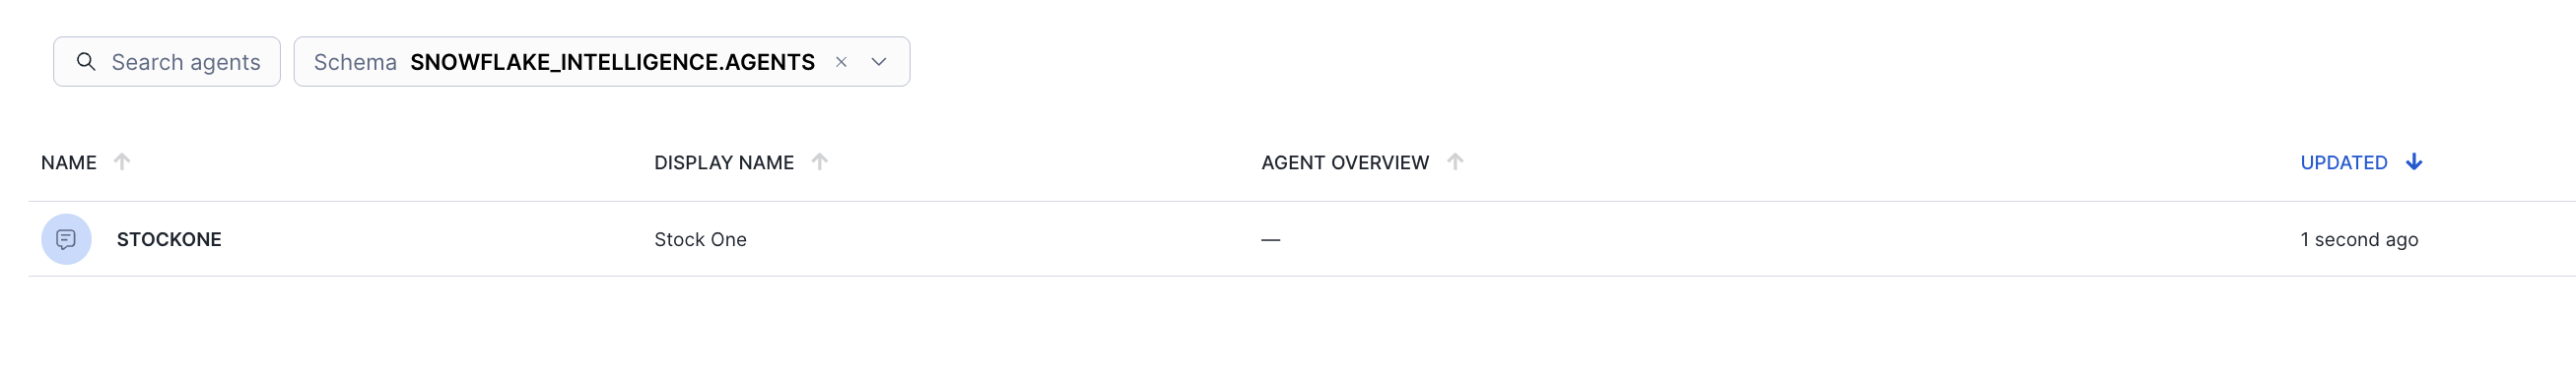 Search agents Schema SNOWFLAKE_INTELLIGENCE.AGENTS
NAME DISPLAY NAME AGENT OVERVIEW UPDATED
STOCKONE Stock One — 1 second ago